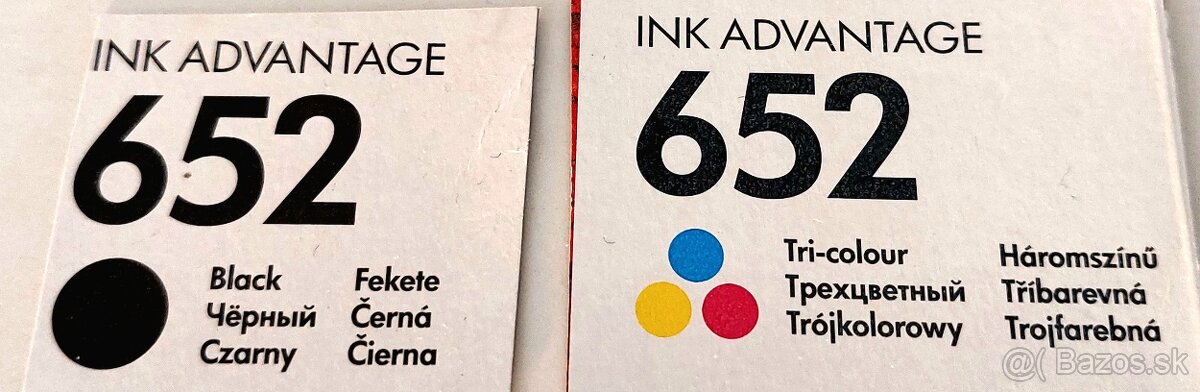 INK ADVANTAGE
652
Black Fekete
Чёрный Černá
Czarny Čierna
INK ADVANTAGE
652
Tri-colour Háromszínű
Трехцветный Tříbarevná
Trójkolorowy Trojfarebná
@( Bazos.sk